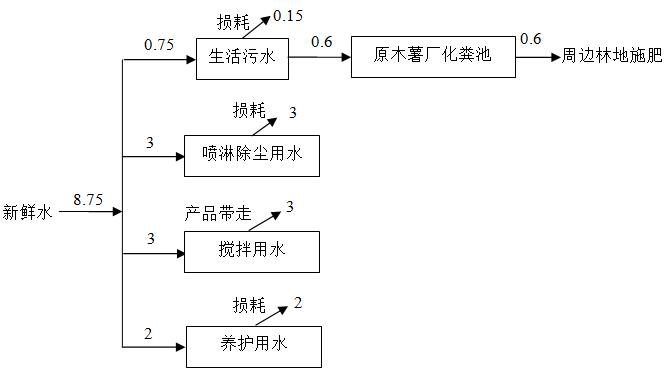 损耗 0.15
0.75 生活污水 0.6 原木薯厂化粪池 0.6 周边林地施肥
损耗 3
3 喷淋除尘用水
新鲜水 8.75
产品带走 3
3 搅拌用水
损耗 2
2 养护用水